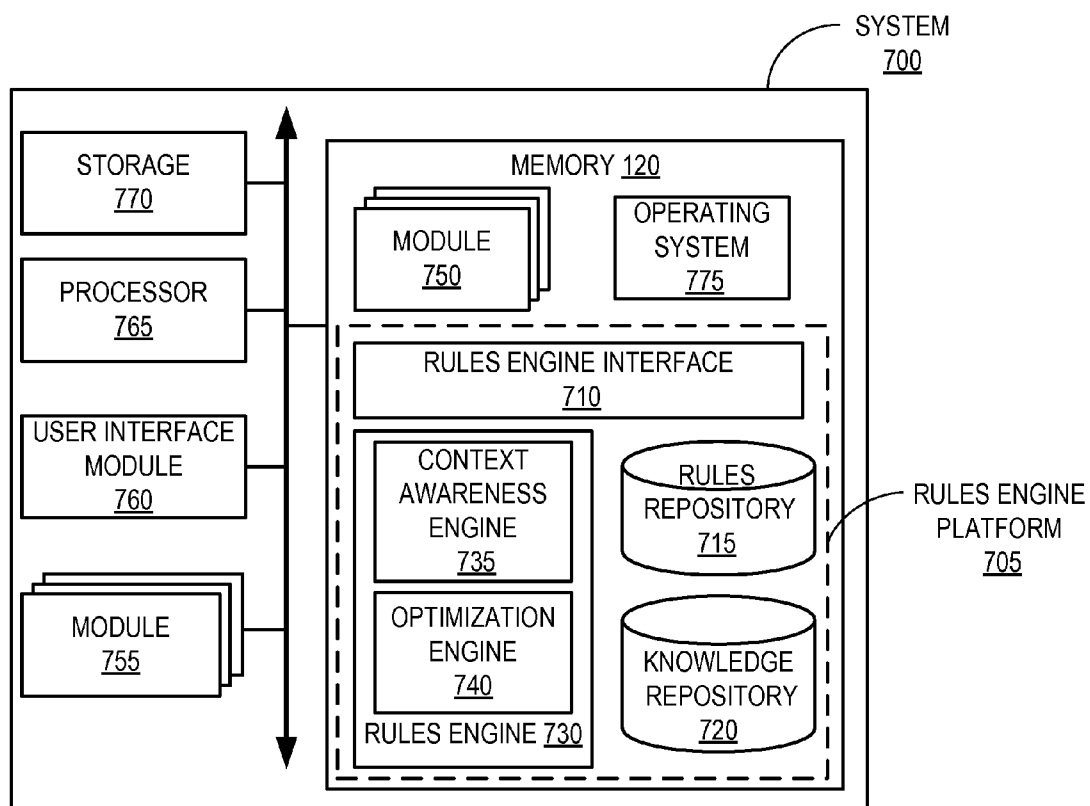 SYSTEM
700
STORAGE
770
PROCESSOR
765
USER INTERFACE
MODULE
760
MODULE
755
MEMORY 120
MODULE
750
OPERATING
SYSTEM
775
RULES ENGINE INTERFACE
710
CONTEXT
AWARENESS
ENGINE
735
OPTIMIZATION
ENGINE
740
RULES ENGINE 730
RULES
REPOSITORY
715
KNOWLEDGE
REPOSITORY
720
RULES ENGINE
PLATFORM
705